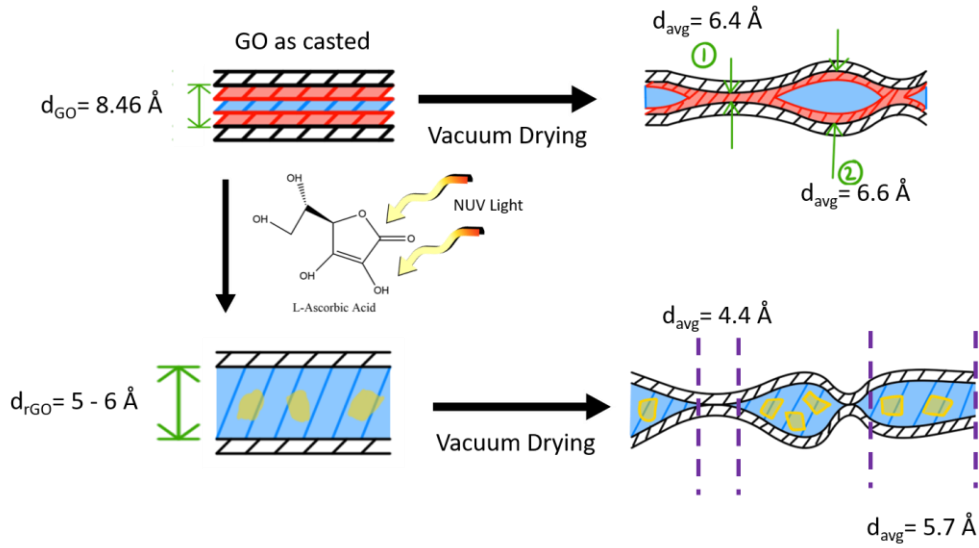 GO as casted
d_GO= 8.46 Å
Vacuum Drying
d_avg= 6.4 Å
①
②
d_avg= 6.6 Å
OH
HO
O
O
OH
OH
NUV Light
L-Ascorbic Acid
d_rGO= 5 - 6 Å
Vacuum Drying
d_avg= 4.4 Å
d_avg= 5.7 Å